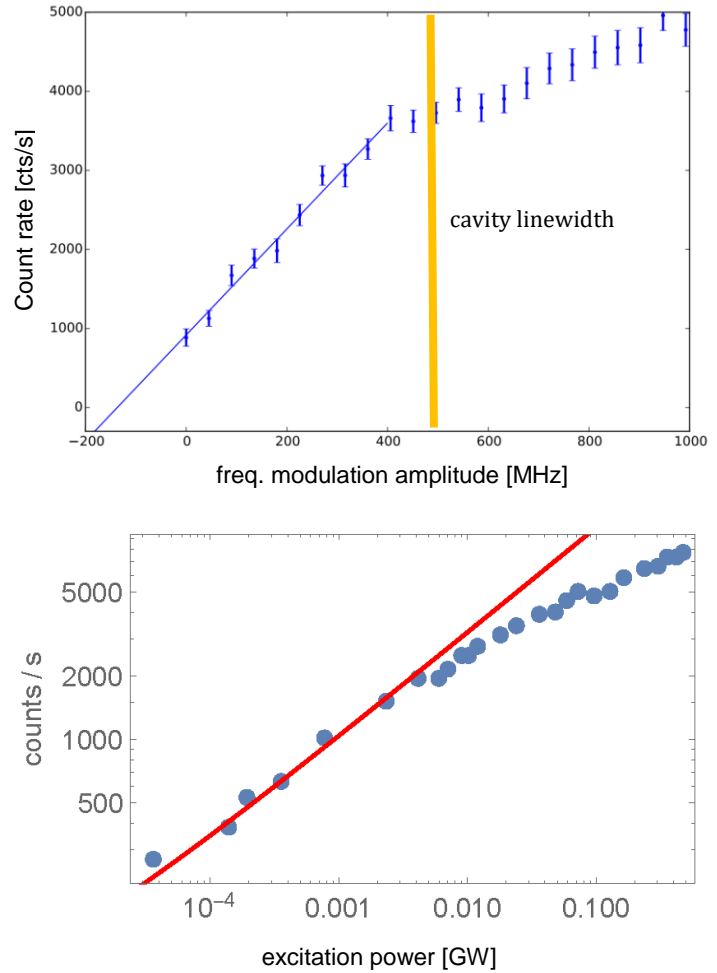 5000
4000
3000
2000
1000
0
Count rate [cts/s]
cavity linewidth
−200 0 200 400 600 800 1000
freq. modulation amplitude [MHz]
5000
2000
1000
500
counts / s
10⁻⁴ 0.001 0.010 0.100
excitation power [GW]